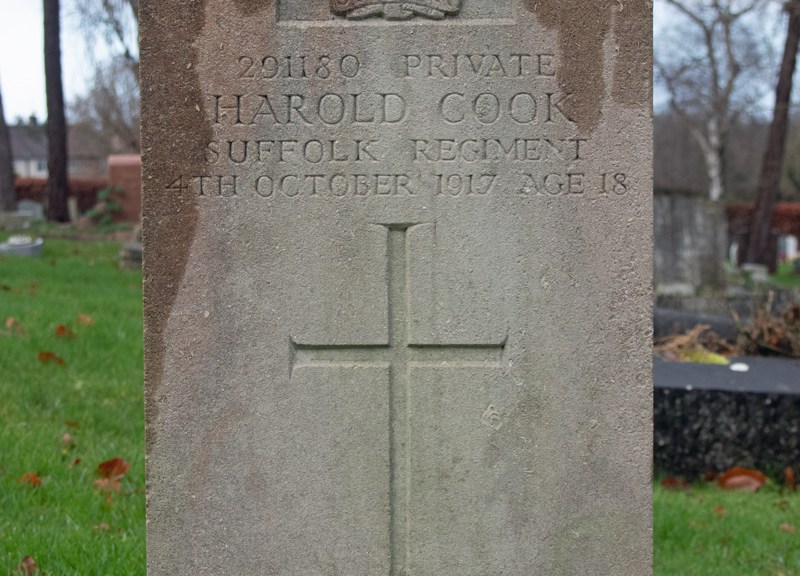 291180 PRIVATE
HAROLD COOK
SUFFOLK REGIMENT
4TH OCTOBER 1917 AGE 18